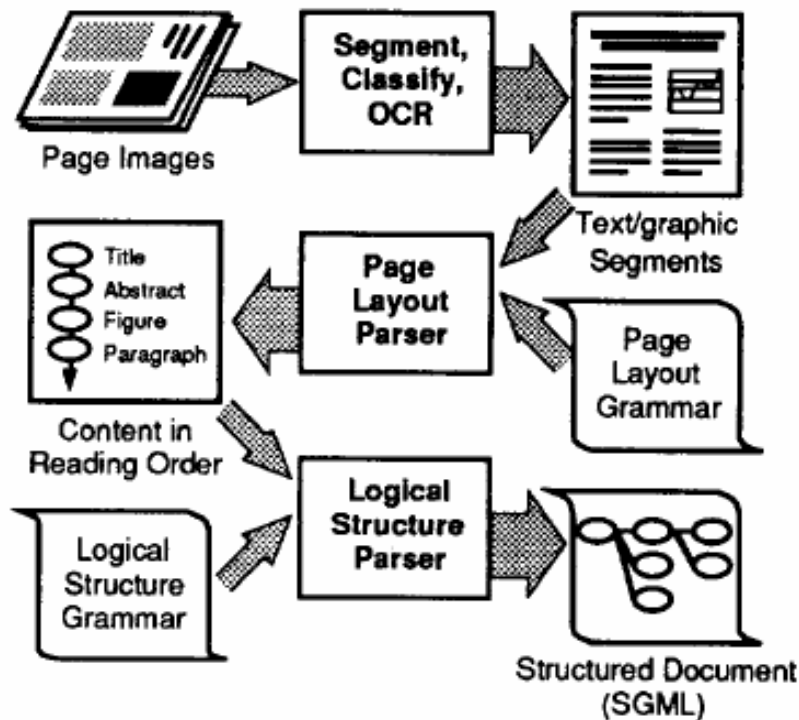 Segment,
Classify,
OCR
Page Images
Text/graphic
Segments
Title
Abstract
Figure
Paragraph
Page
Layout
Parser
Page
Layout
Grammar
Content in
Reading Order
Logical
Structure
Parser
Logical
Structure
Grammar
Structured Document
(SGML)